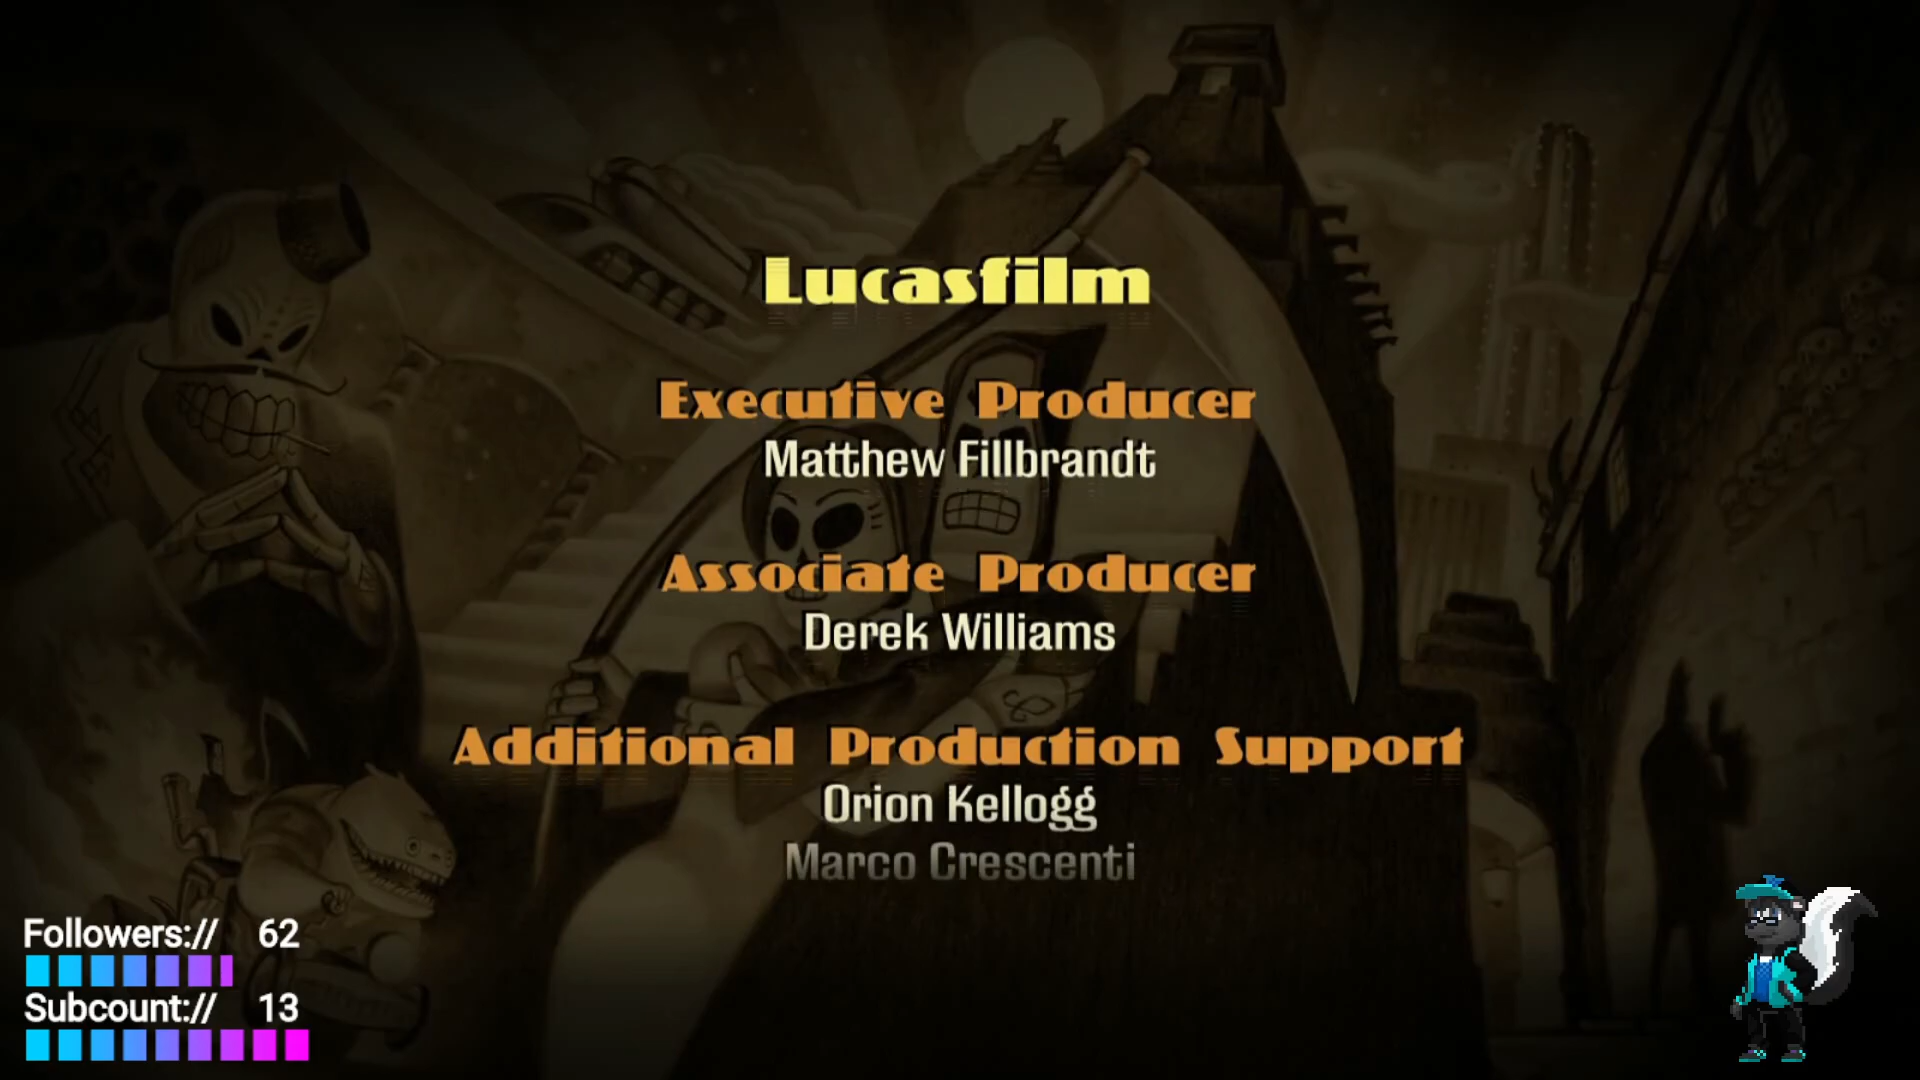 Lucasfilm
Executive Producer
Matthew Fillbrandt
Associate Producer
Derek Williams
Additional Production Support
Orion Kellogg
Marco Crescenti
Followers:// 62
Subcount:// 13